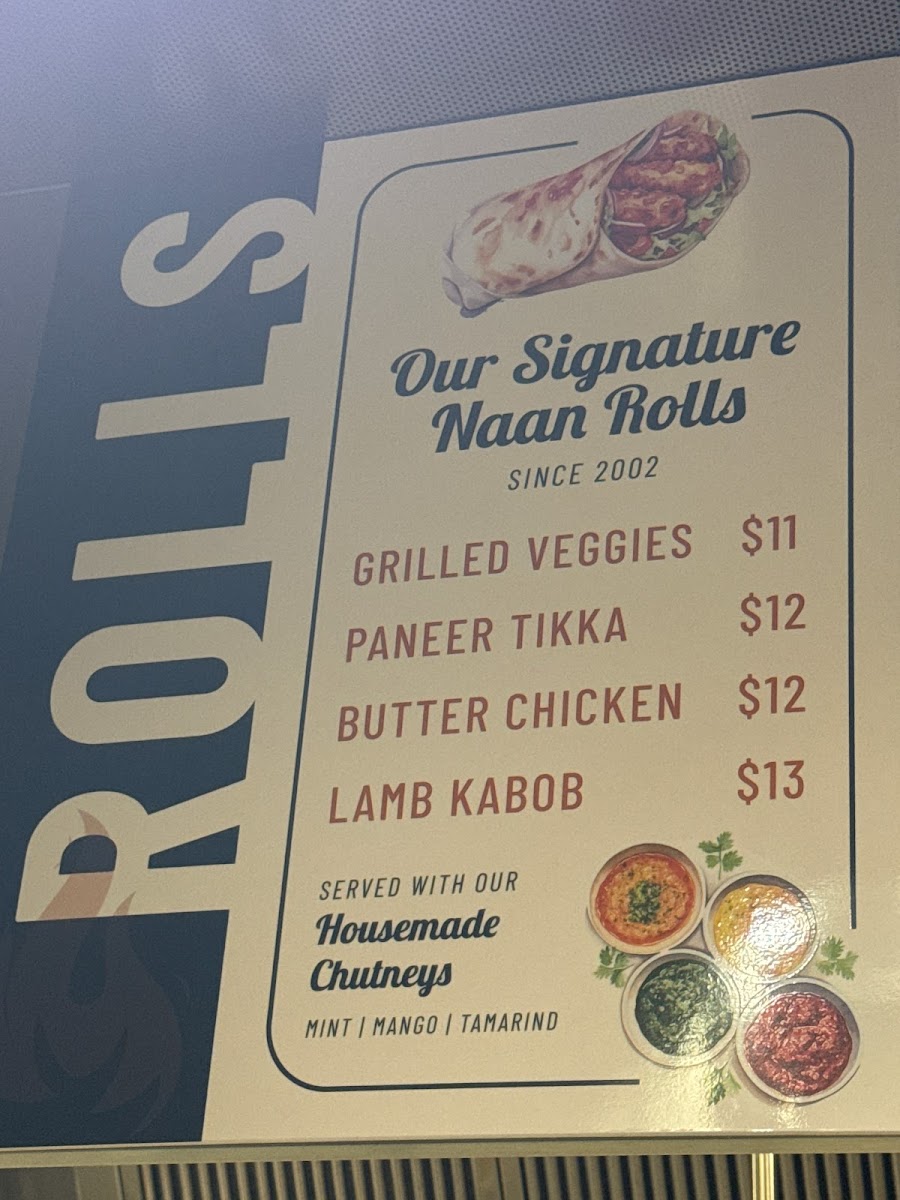 ROLLS
Our Signature
Naan Rolls
SINCE 2002
GRILLED VEGGIES $11
PANEER TIKKA $12
BUTTER CHICKEN $12
LAMB KABOB $13
SERVED WITH OUR
Housemade
Chutneys
MINT | MANGO | TAMARIND